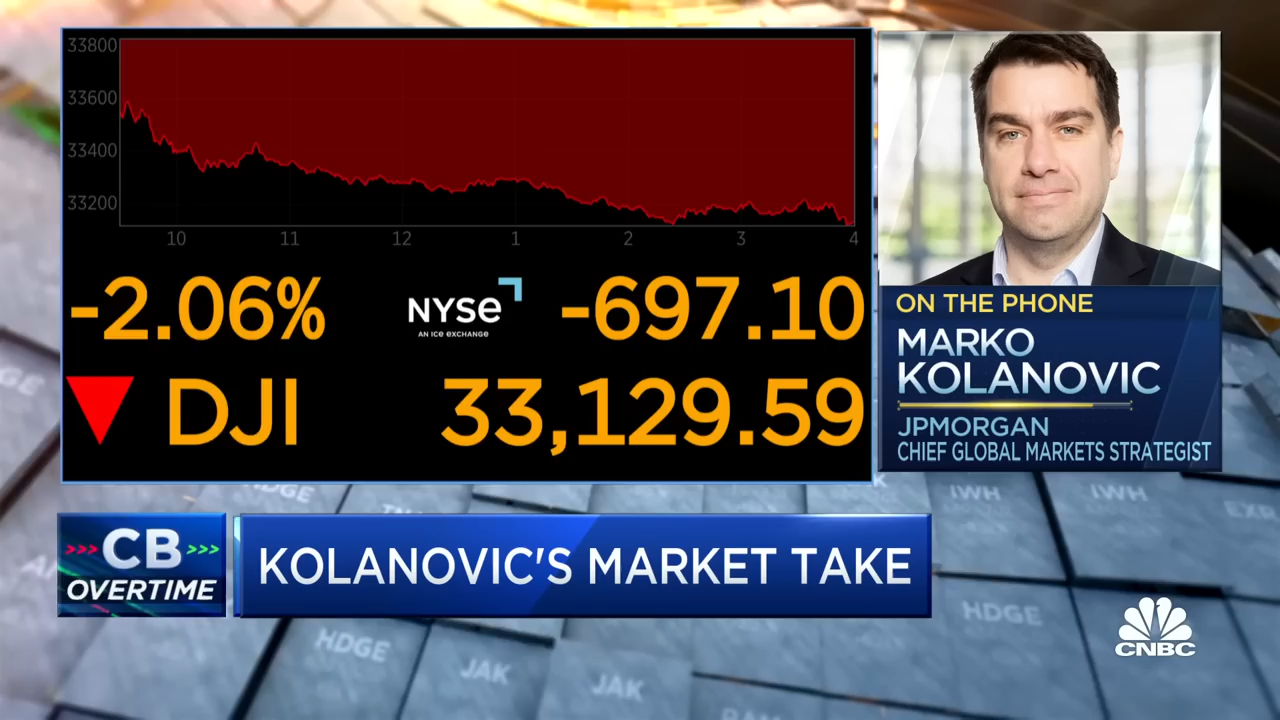 33800
33600
33400
33200
10 11 12 1 2 3 4
-2.06% NYSE -697.10
AN ICE EXCHANGE
DJI 33,129.59
ON THE PHONE
MARKO
KOLANOVIC
JPMORGAN
CHIEF GLOBAL MARKETS STRATEGIST
>>> CB >>>
OVERTIME
KOLANOVIC'S MARKET TAKE
CNBC
HDGE
HDGE
IWH
IWH
EXR
HDGE
HDGE
JAK
JAK